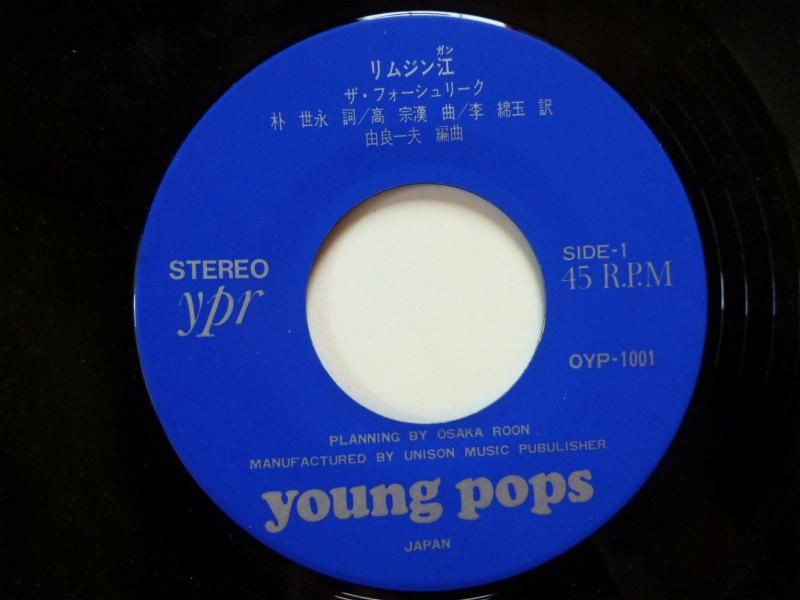 リムジン江
ガン
ザ・フォーシュリーク
朴 世永 詞/高 宗漢 曲/李 綿玉 訳
由良一夫 編曲
STEREO
ypr
SIDE-1
45 R.P.M
OYP-1001
PLANNING BY OSAKA ROON.
MANUFACTURED BY UNISON MUSIC PUBULISHER
young pops
JAPAN